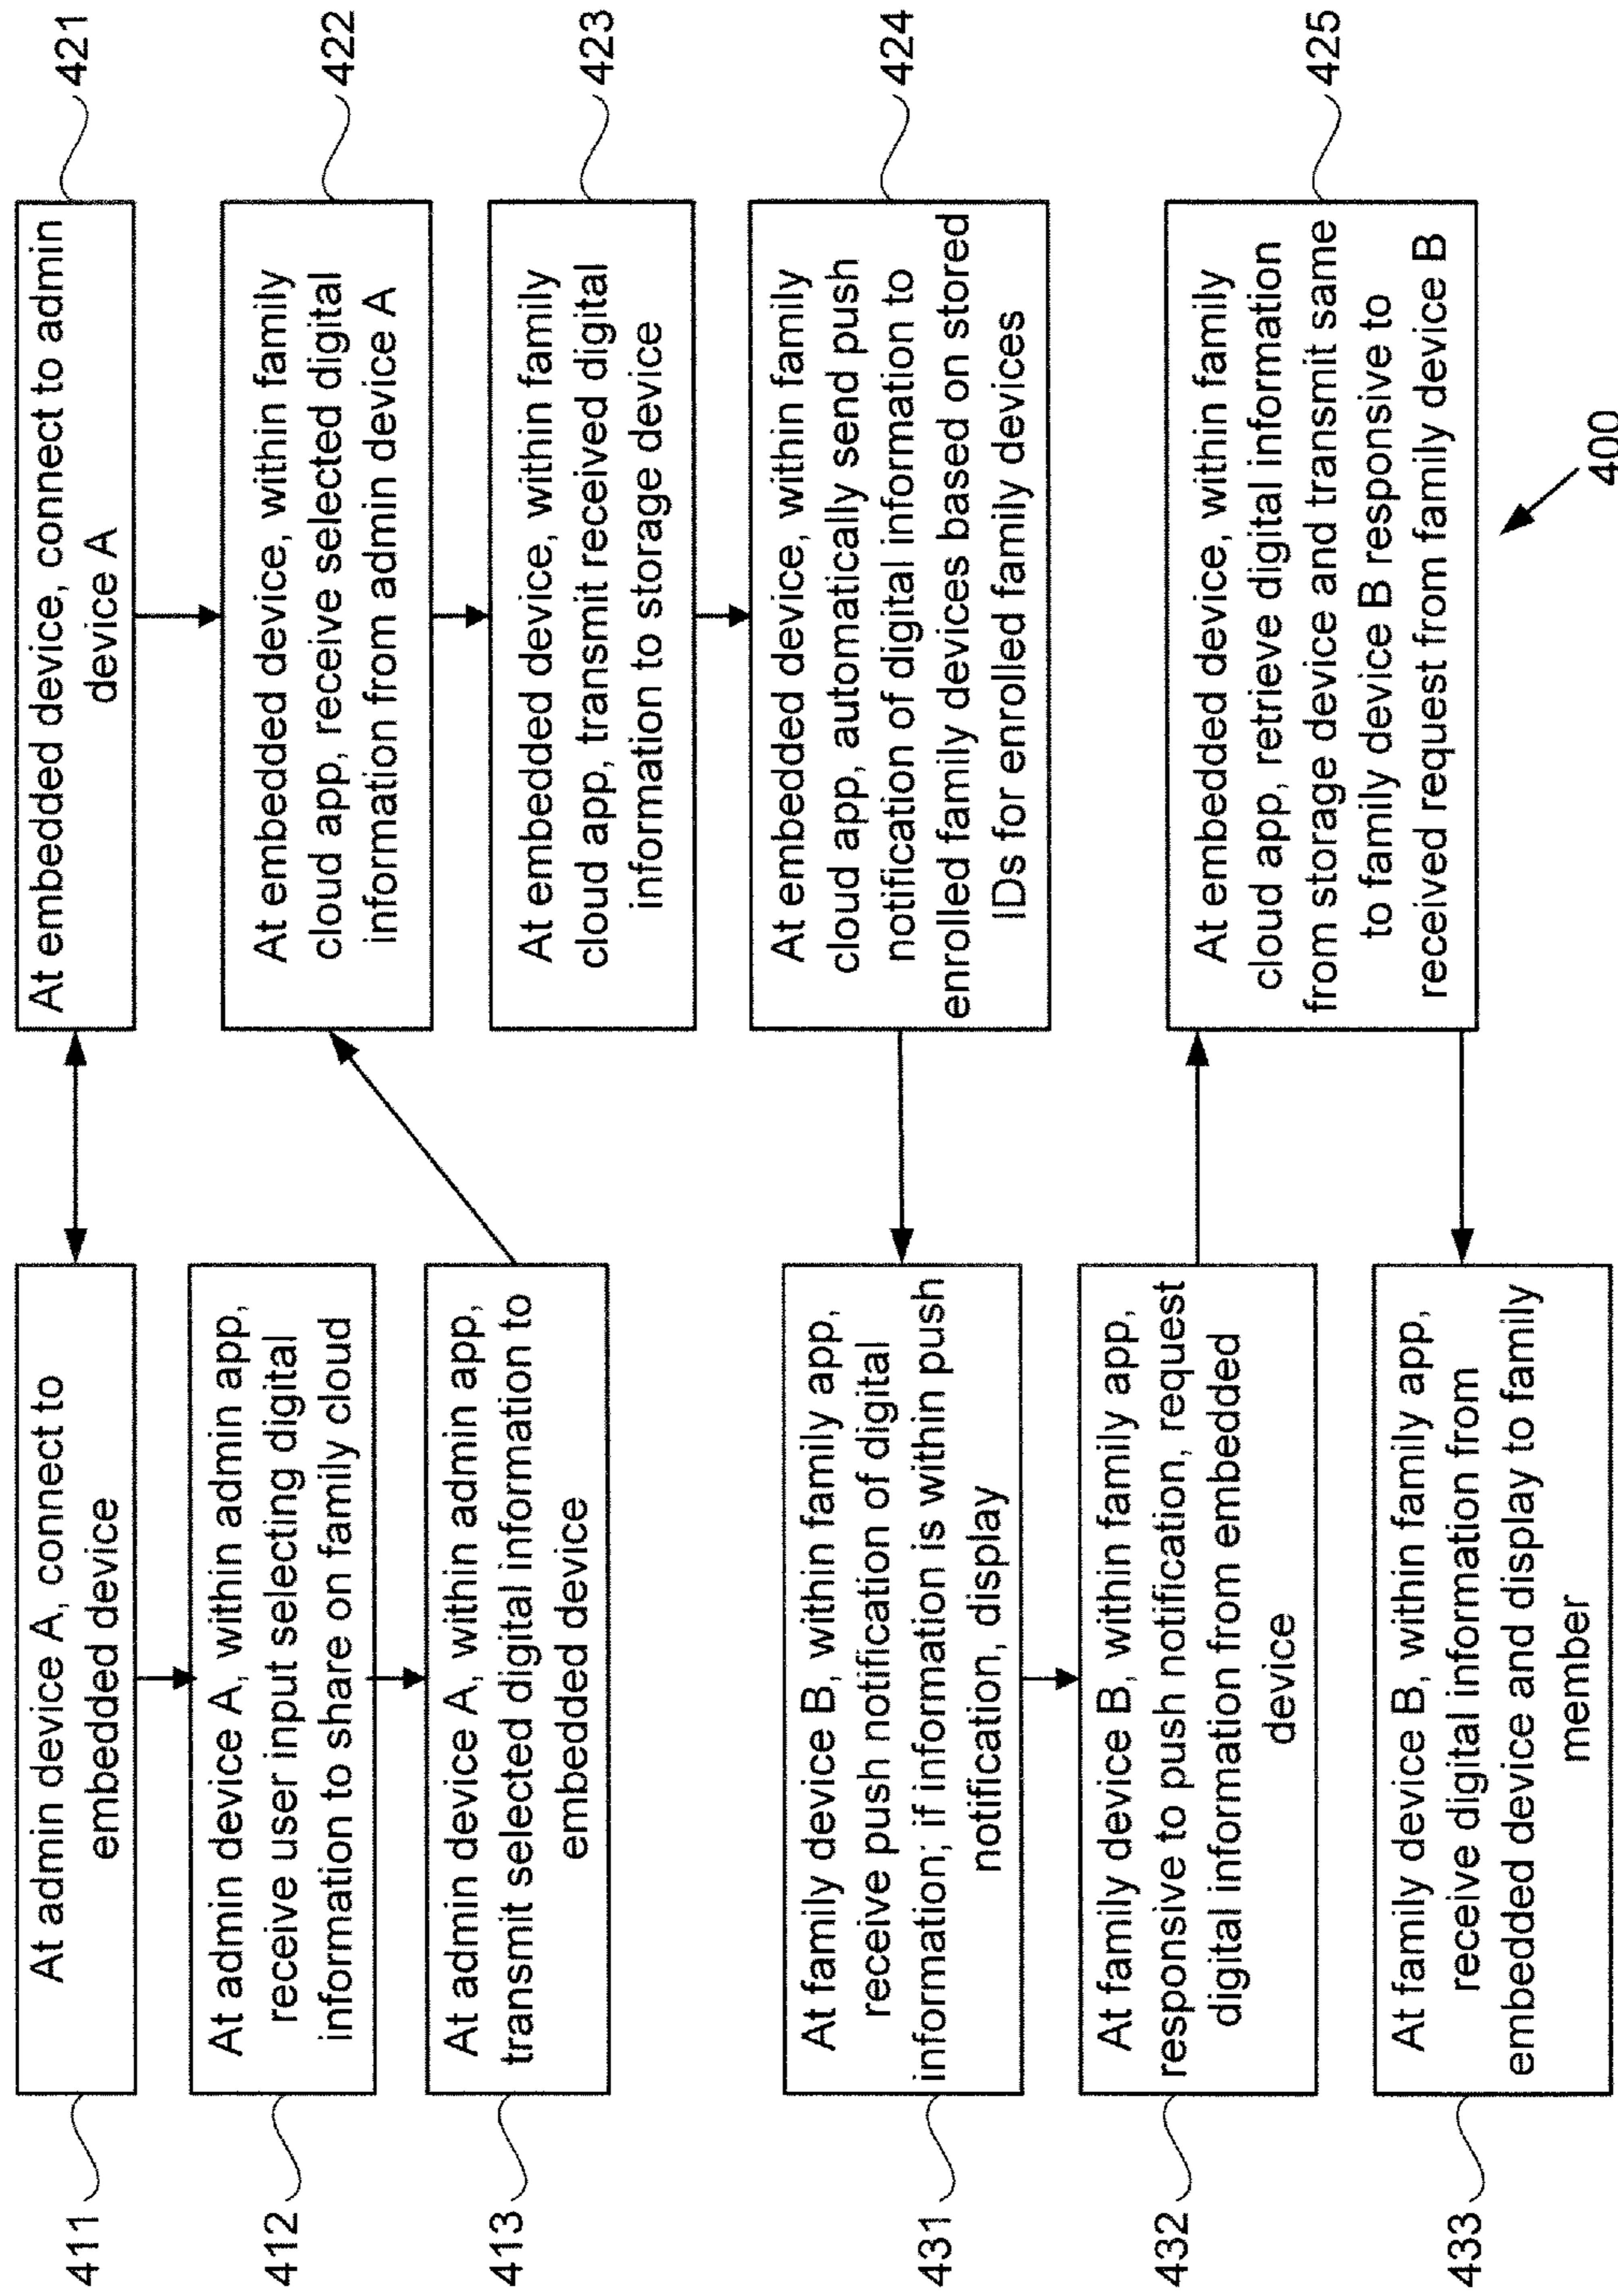 411
At admin device A, connect to
embedded device
At embedded device, connect to admin
device A
421
412
At admin device A, within admin app,
receive user input selecting digital
information to share on family cloud
At embedded device, within family
cloud app, receive selected digital
information from admin device A
422
413
At admin device A, within admin app,
transmit selected digital information to
embedded device
At embedded device, within family
cloud app, transmit received digital
information to storage device
423
At embedded device, within family
cloud app, automatically send push
notification of digital information to
enrolled family devices based on stored
IDs for enrolled family devices
424
431
At family device B, within family app,
receive push notification of digital
information; if information is within push
notification, display
432
At family device B, within family app,
responsive to push notification, request
digital information from embedded
device
At embedded device, within family
cloud app, retrieve digital information
from storage device and transmit same
to family device B responsive to
received request from family device B
425
433
At family device B, within family app,
receive digital information from
embedded device and display to family
member
400